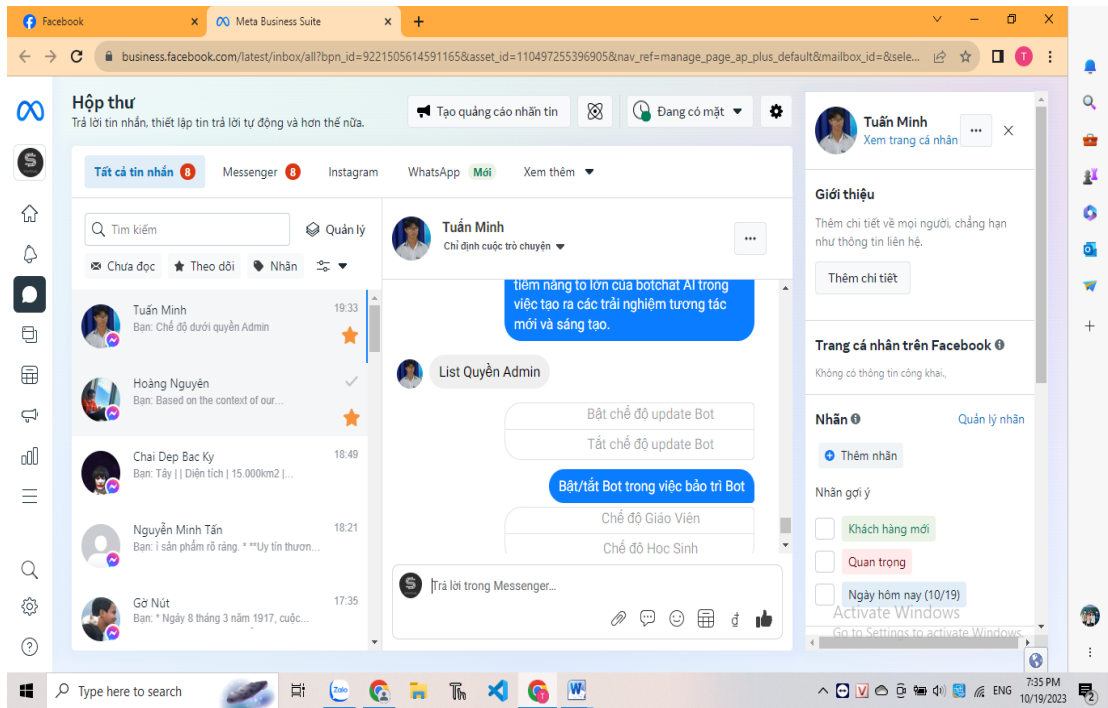 Facebook
Meta Business Suite
business.facebook.com/latest/inbox/all?bpn_id=9221505614591165&asset_id=110497255396905&nav_ref=manage_page_ap_plus_default&mailbox_id=&sele...
T
Hộp thư
Trả lời tin nhắn, thiết lập tin trả lời tự động và hơn thế nữa.
Tạo quảng cáo nhắn tin
Đang có mặt
Tất cả tin nhắn 8
Messenger 8
Instagram
WhatsApp Mới
Xem thêm
Tìm kiếm
Quản lý
Chưa đọc
Theo dõi
Nhãn
Tuấn Minh 19:33
Bạn: Chế độ dưới quyền Admin
Hoàng Nguyên
Bạn: Based on the context of our...
Chai Dep Bac Ky 18:49
Bạn: Tây | | Diện tích | 15.000km2 |...
Nguyễn Minh Tấn 18:21
Bạn: i sản phẩm rõ ràng. * **Uy tín thươn...
Gờ Nút 17:35
Bạn: * Ngày 8 tháng 3 năm 1917, cuộc...
Tuấn Minh
Chỉ định cuộc trò chuyện
...
tiềm năng to lớn của botchat AI trong
việc tạo ra các trải nghiệm tương tác
mới và sáng tạo.
List Quyền Admin
Bật chế độ update Bot
Tắt chế độ update Bot
Bật/tắt Bot trong việc bảo trì Bot
Chế độ Giáo Viên
Chế độ Học Sinh
Trả lời trong Messenger...
đ
Tuấn Minh
Xem trang cá nhân
...
Giới thiệu
Thêm chi tiết về mọi người, chẳng hạn
như thông tin liên hệ.
Thêm chi tiết
Trang cá nhân trên Facebook
Không có thông tin công khai.,
Nhãn
Quản lý nhãn
Thêm nhãn
Nhãn gợi ý
Khách hàng mới
Quan trọng
Ngày hôm nay (10/19)
Activate Windows
Go to Settings to activate Windows.
Type here to search
Zalo
ENG
7:35 PM
10/19/2023
2